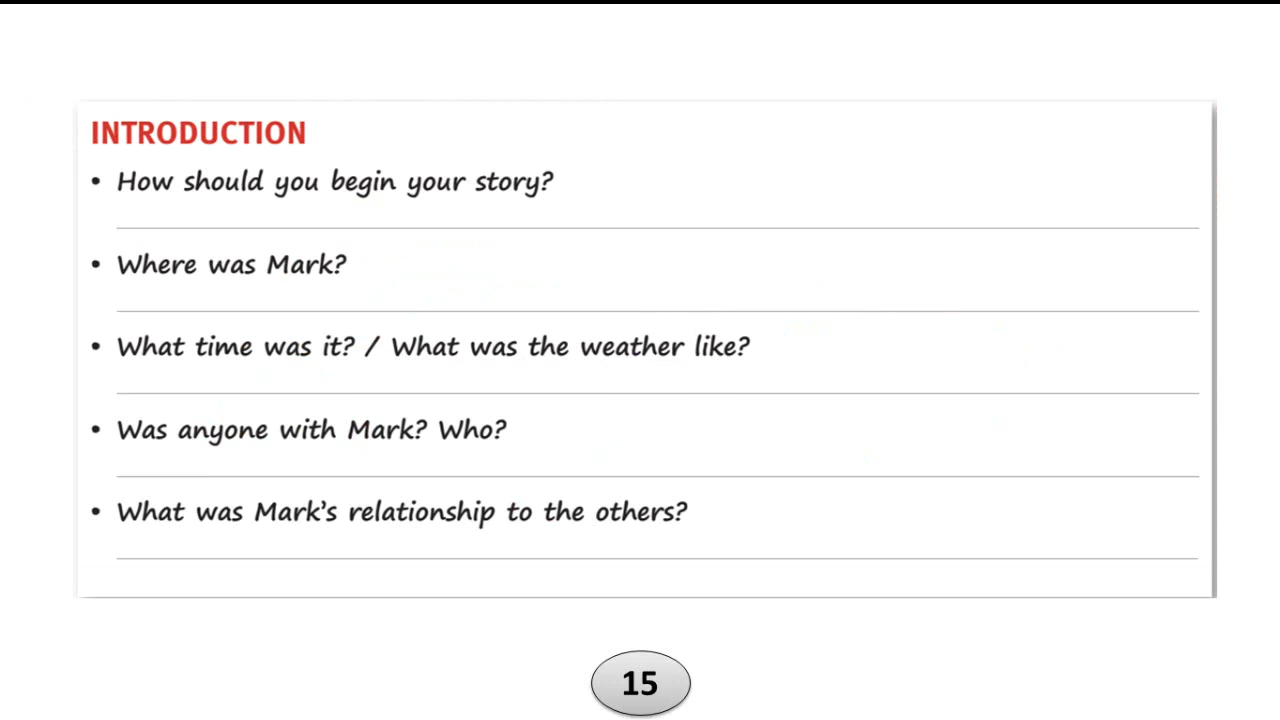 INTRODUCTION
• How should you begin your story?
• Where was Mark?
• What time was it? / What was the weather like?
• Was anyone with Mark? Who?
• What was Mark's relationship to the others?
15